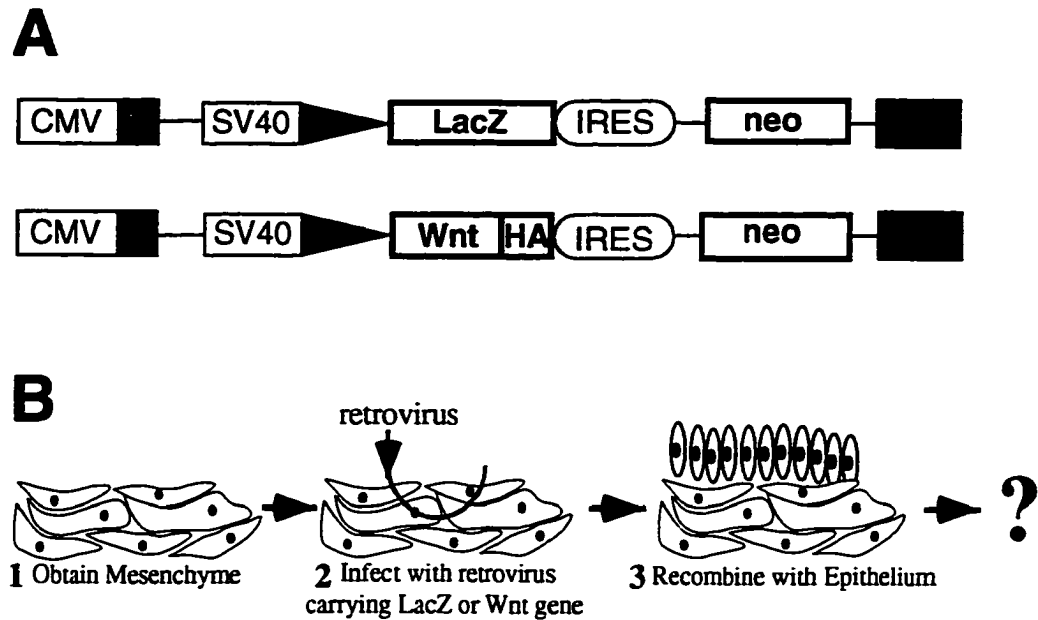 A
CMV SV40 LacZ IRES neo
CMV SV40 Wnt HA IRES neo
B
retrovirus
?
1 Obtain Mesenchyme
2 Infect with retrovirus
carrying LacZ or Wnt gene
3 Recombine with Epithelium